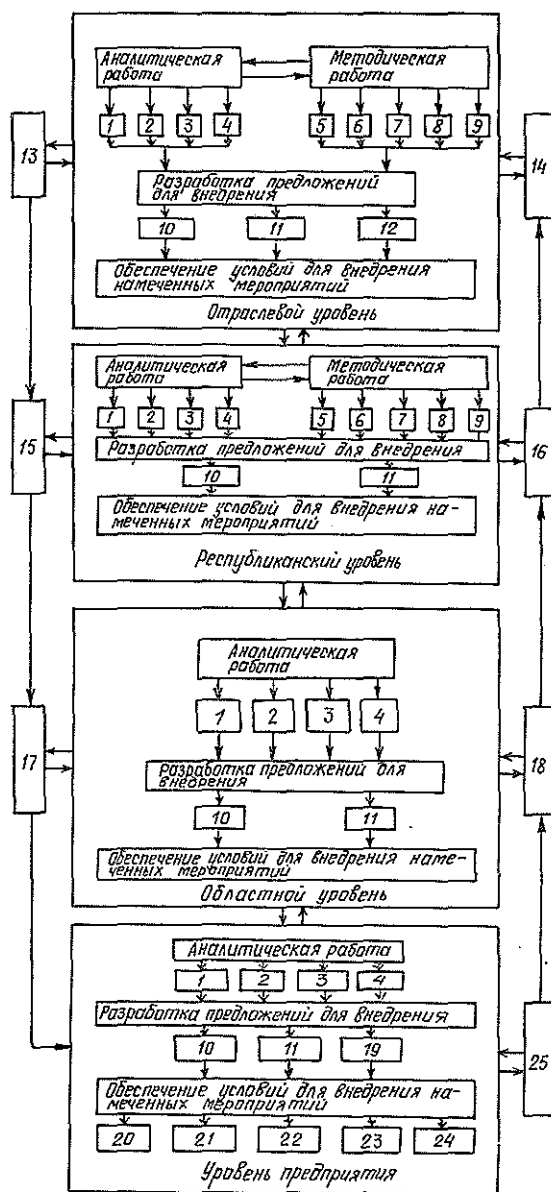 Аналитическая
работа
Методическая
работа
1 2 3 4 5 6 7 8 9
13
14
Разработка предложений
для внедрения
10 11 12
Обеспечение условий для внедрения
намеченных мероприятий
Отраслевой уровень
Аналитическая
работа
Методическая
работа
1 2 3 4 5 6 7 8 9
15
16
Разработка предложений для внедрения
10 11
Обеспечение условий для внедрения на-
меченных мероприятий
Республиканский уровень
Аналитическая
работа
1 2 3 4
17
18
Разработка предложений для
внедрения
10 11
Обеспечение условий для внедрения наме-
ченных мероприятий
Областной уровень
Аналитическая работа
1 2 3 4
Разработка предложений для внедрения
10 11 19
25
Обеспечение условий для внедрения на-
меченных мероприятий
20 21 22 23 24
Уровень предприятия